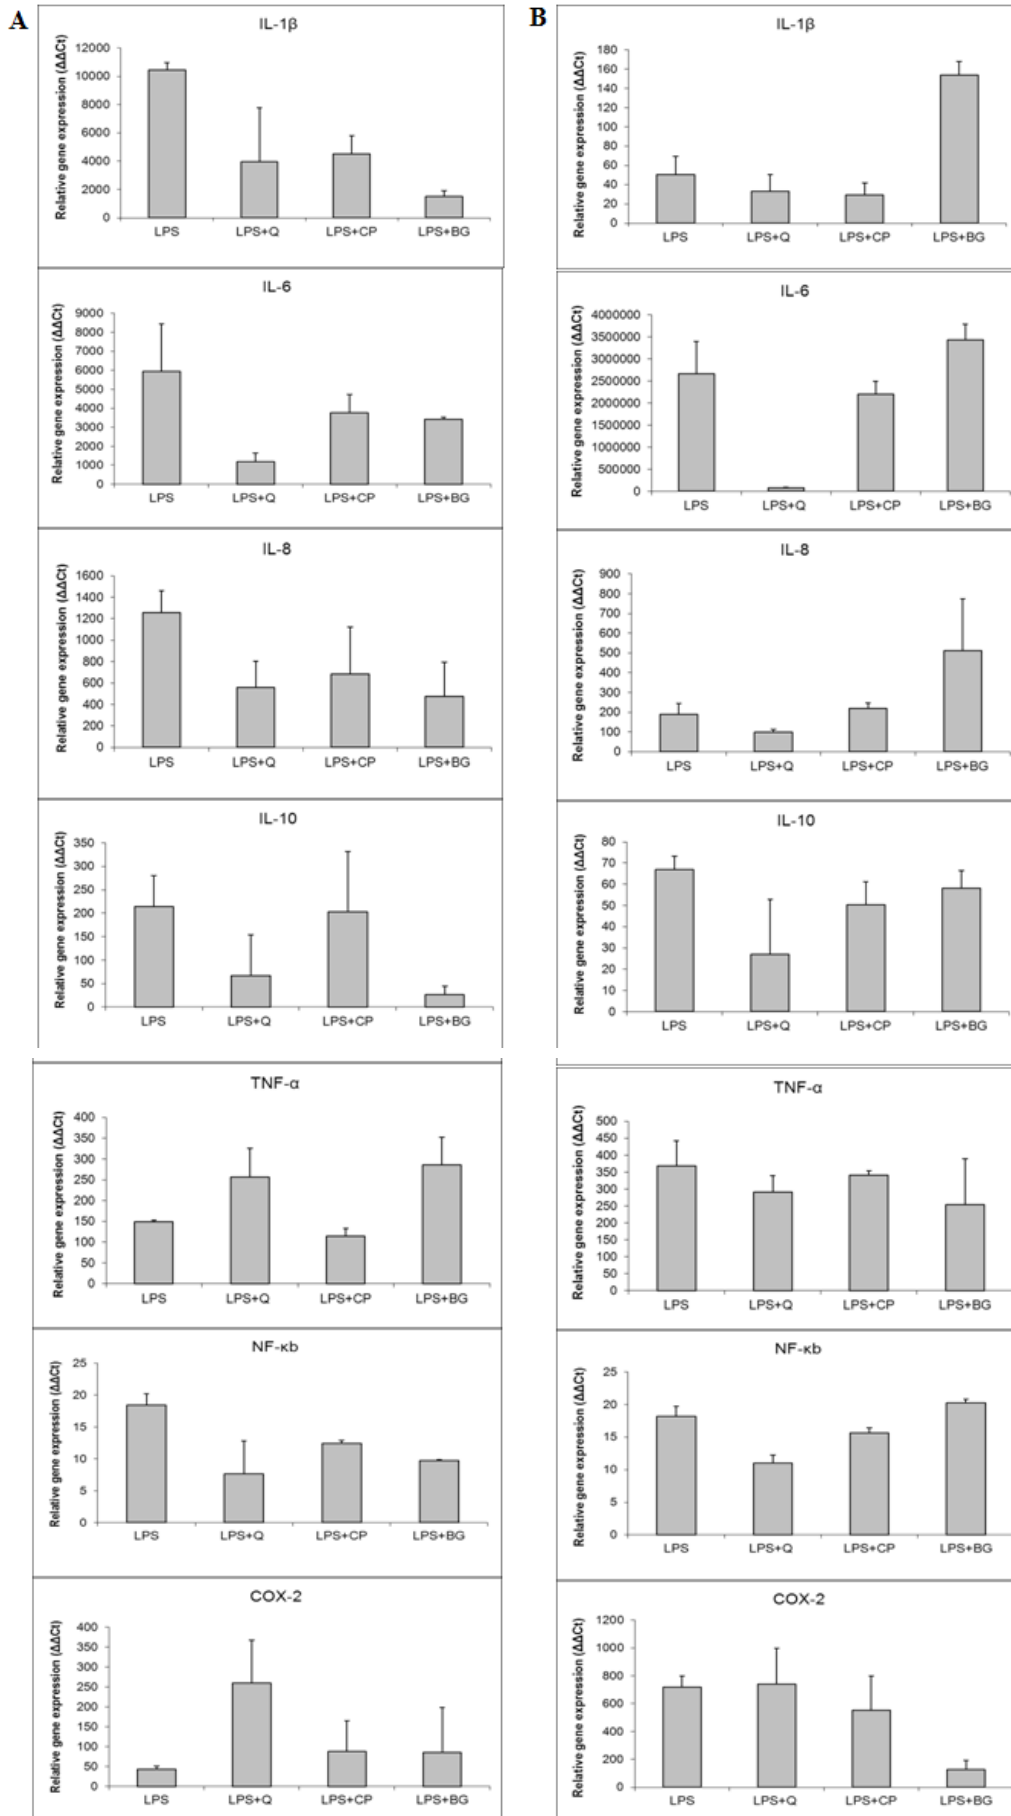 A
IL-1β
Relative gene expression (ΔΔCt)
12000
10000
8000
6000
4000
2000
0
LPS LPS+Q LPS+CP LPS+BG
IL-6
Relative gene expression (ΔΔCt)
9000
8000
7000
6000
5000
4000
3000
2000
1000
0
LPS LPS+Q LPS+CP LPS+BG
IL-8
Relative gene expression (ΔΔCt)
1600
1400
1200
1000
800
600
400
200
0
LPS LPS+Q LPS+CP LPS+BG
IL-10
Relative gene expression (ΔΔCt)
350
300
250
200
150
100
50
0
LPS LPS+Q LPS+CP LPS+BG
TNF-α
Relative gene expression (ΔΔCt)
400
350
300
250
200
150
100
50
0
LPS LPS+Q LPS+CP LPS+BG
NF-κb
Relative gene expression (ΔΔCt)
25
20
15
10
5
0
LPS LPS+Q LPS+CP LPS+BG
COX-2
Relative gene expression (ΔΔCt)
400
350
300
250
200
150
100
50
0
LPS LPS+Q LPS+CP LPS+BG
B
IL-1β
Relative gene expression (ΔΔCt)
180
160
140
120
100
80
60
40
20
0
LPS LPS+Q LPS+CP LPS+BG
IL-6
Relative gene expression (ΔΔCt)
4000000
3500000
3000000
2500000
2000000
1500000
1000000
500000
0
LPS LPS+Q LPS+CP LPS+BG
IL-8
Relative gene expression (ΔΔCt)
900
800
700
600
500
400
300
200
100
0
LPS LPS+Q LPS+CP LPS+BG
IL-10
Relative gene expression (ΔΔCt)
80
70
60
50
40
30
20
10
0
LPS LPS+Q LPS+CP LPS+BG
TNF-α
Relative gene expression (ΔΔCt)
500
450
400
350
300
250
200
150
100
50
0
LPS LPS+Q LPS+CP LPS+BG
NF-κb
Relative gene expression (ΔΔCt)
25
20
15
10
5
0
LPS LPS+Q LPS+CP LPS+BG
COX-2
Relative gene expression (ΔΔCt)
1200
1000
800
600
400
200
0
LPS LPS+Q LPS+CP LPS+BG